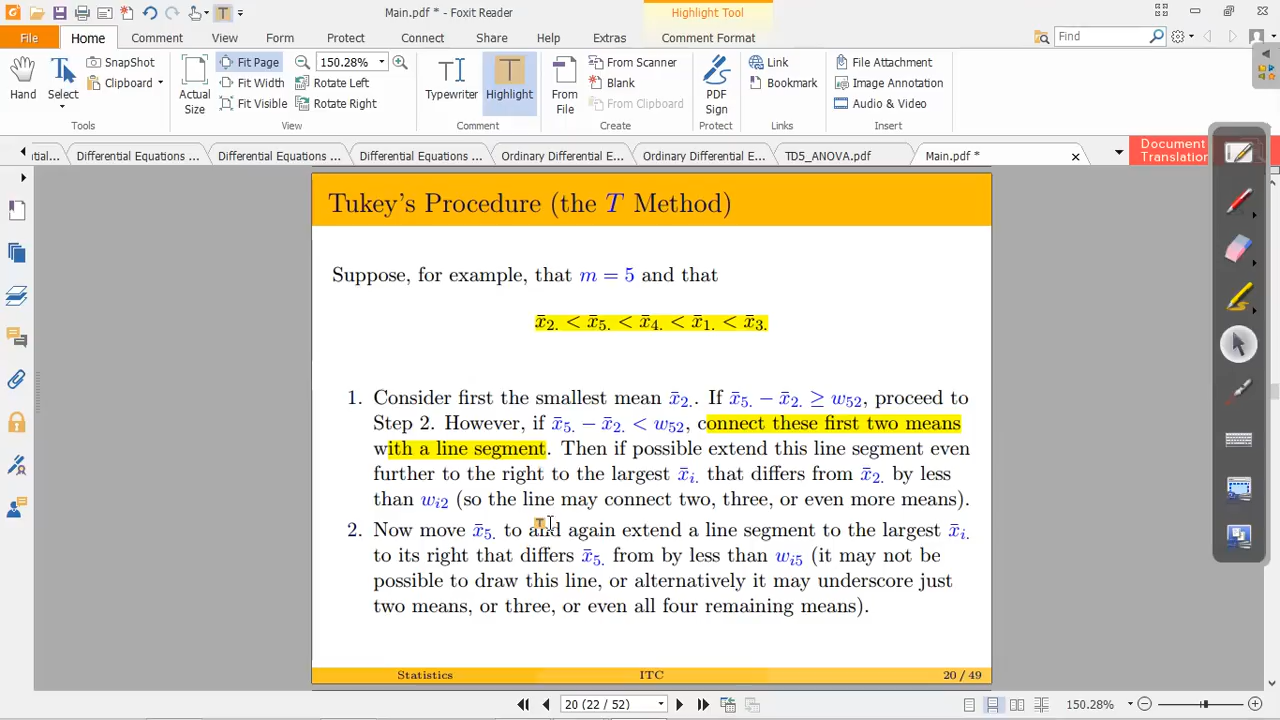 Main.pdf * - Foxit Reader
Highlight Tool
File Home Comment View Form Protect Connect Share Help Extras Comment Format Find
Hand Select SnapShot Clipboard Actual Size Fit Page Fit Width Fit Visible 150.28% Rotate Left Rotate Right Typewriter Highlight From File From Scanner Blank From Clipboard PDF Sign Link Bookmark File Attachment Image Annotation Audio & Video
Tools View Comment Create Protect Links Insert
ntial... Differential Equations ... Differential Equations ... Differential Equations ... Ordinary Differential E... Ordinary Differential E... TD5_ANOVA.pdf Main.pdf *
Document Translation
Tukey's Procedure (the T Method)
Suppose, for example, that m = 5 and that
x̄2. < x̄5. < x̄4. < x̄1. < x̄3.
1. Consider first the smallest mean x̄2.. If x̄5. − x̄2. ≥ w52, proceed to
Step 2. However, if x̄5. − x̄2. < w52, connect these first two means
with a line segment. Then if possible extend this line segment even
further to the right to the largest x̄i. that differs from x̄2. by less
than wi2 (so the line may connect two, three, or even more means).
2. Now move x̄5. to and again extend a line segment to the largest x̄i.
to its right that differs x̄5. from by less than wi5 (it may not be
possible to draw this line, or alternatively it may underscore just
two means, or three, or even all four remaining means).
Statistics ITC 20 / 49
20 (22 / 52) 150.28%